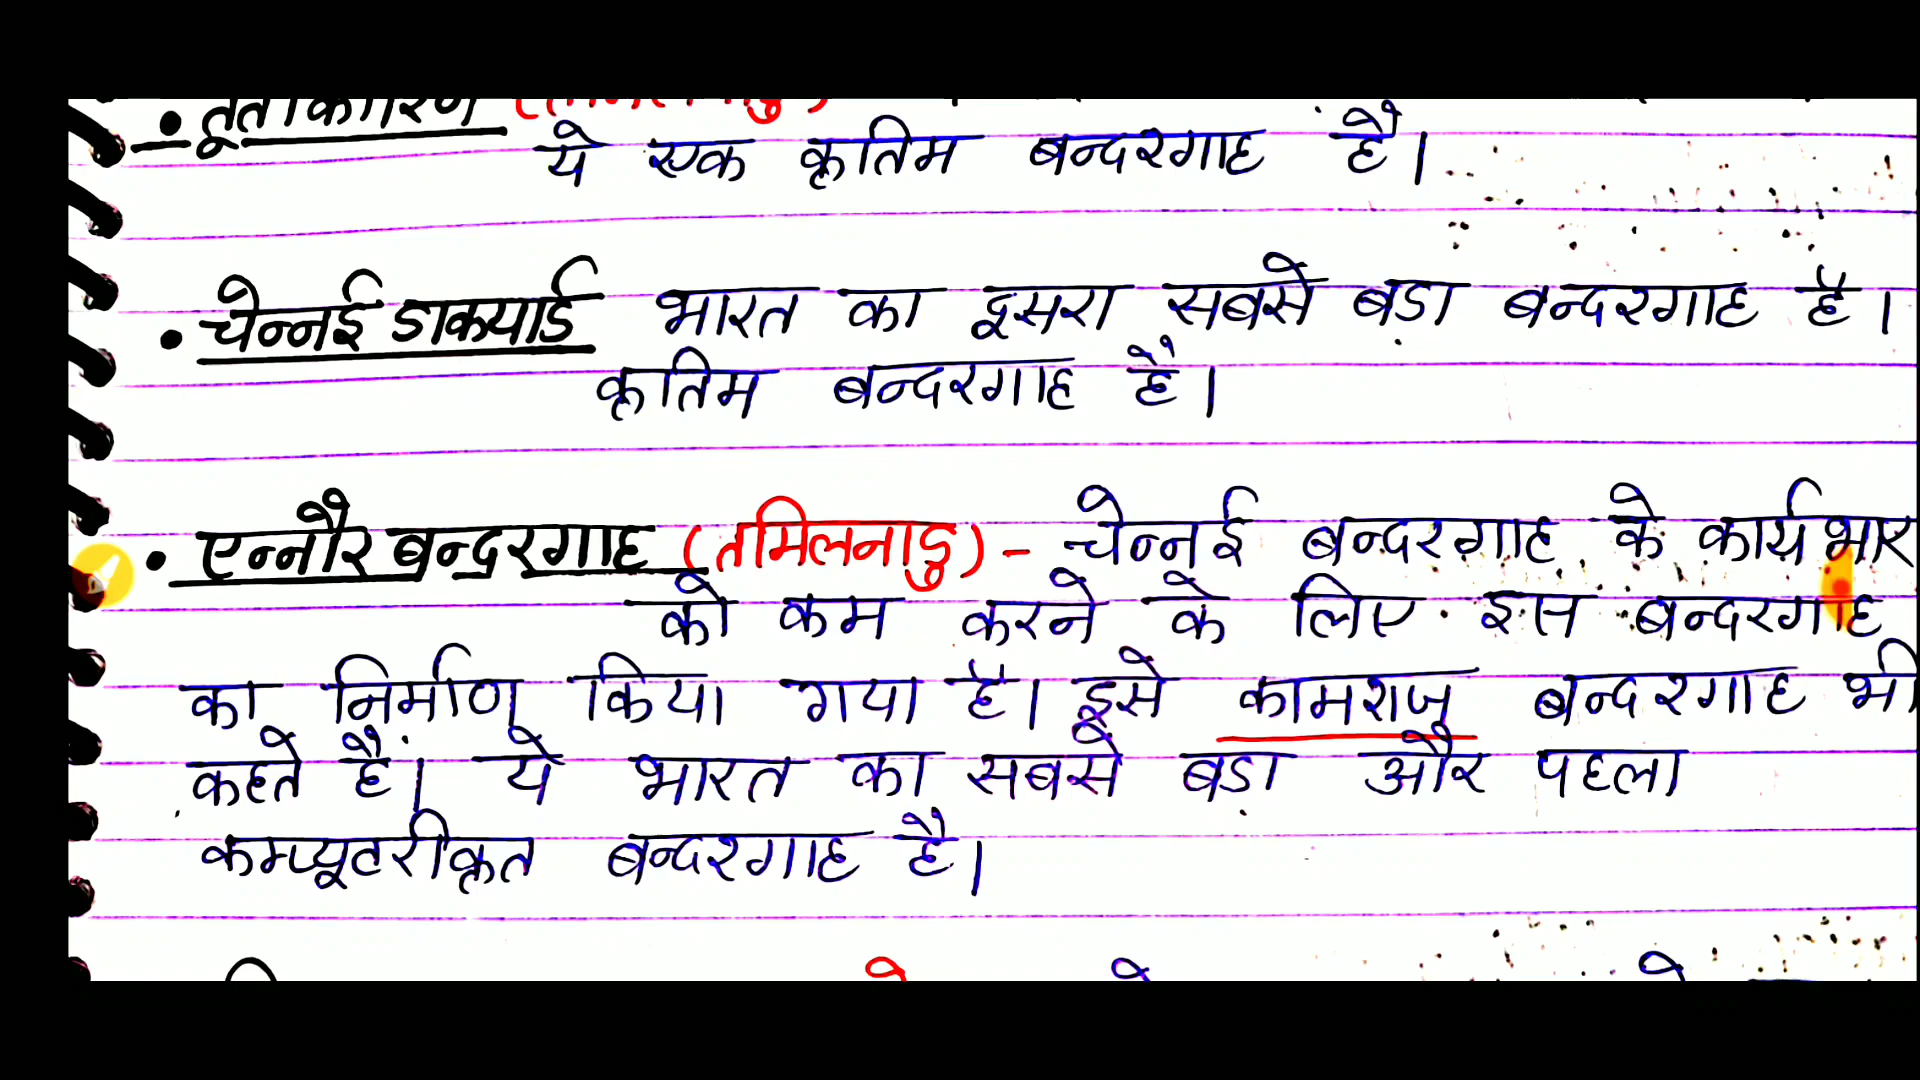 ये एक कृतिम बन्दरगाह है।
• चेन्नई डाकयार्ड भारत का दूसरा सबसे बडा़ बन्दरगाह है।
कृतिम बन्दरगाह है।
• एन्नौर बन्दरगाह (तमिलनाडु) - चेन्नई बन्दरगाह के कार्यभार
को कम करने के लिए इस बन्दरगाह
का निर्माण किया गया है। इसे कामराजू बन्दरगाह भी
कहते हैं। ये भारत का सबसे बडा़ और पहला
कम्प्यूटरीकृत बन्दरगाह है।